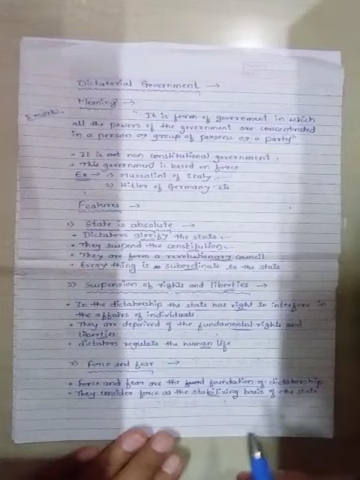 Dictatorial Government →
Meaning →
5 marks
" It is form of government in which
all the powers of the government are concentrated
in a person or group of persons or a party"
• It is not non constitutional government.
• This government is based on force
Ex → 1) Mussolini of Italy
2) Hitler of Germany etc
Features →
1) State is absolute →
• Dictators glorify the state.
• They suspend the constitution.
• They are form a revolutionary council
• Every thing is subordinate to the state
2) Suspension of rights and liberties →
• In the dictatorship the state has right to interfere in
the affairs of individuals
• They are deprived of the fundamental rights and
liberties
• dictators regulate the human life
3) Force and fear →
• Force and fear are the foundation of dictatorship
• They consider force as the stabilizing basis of the state